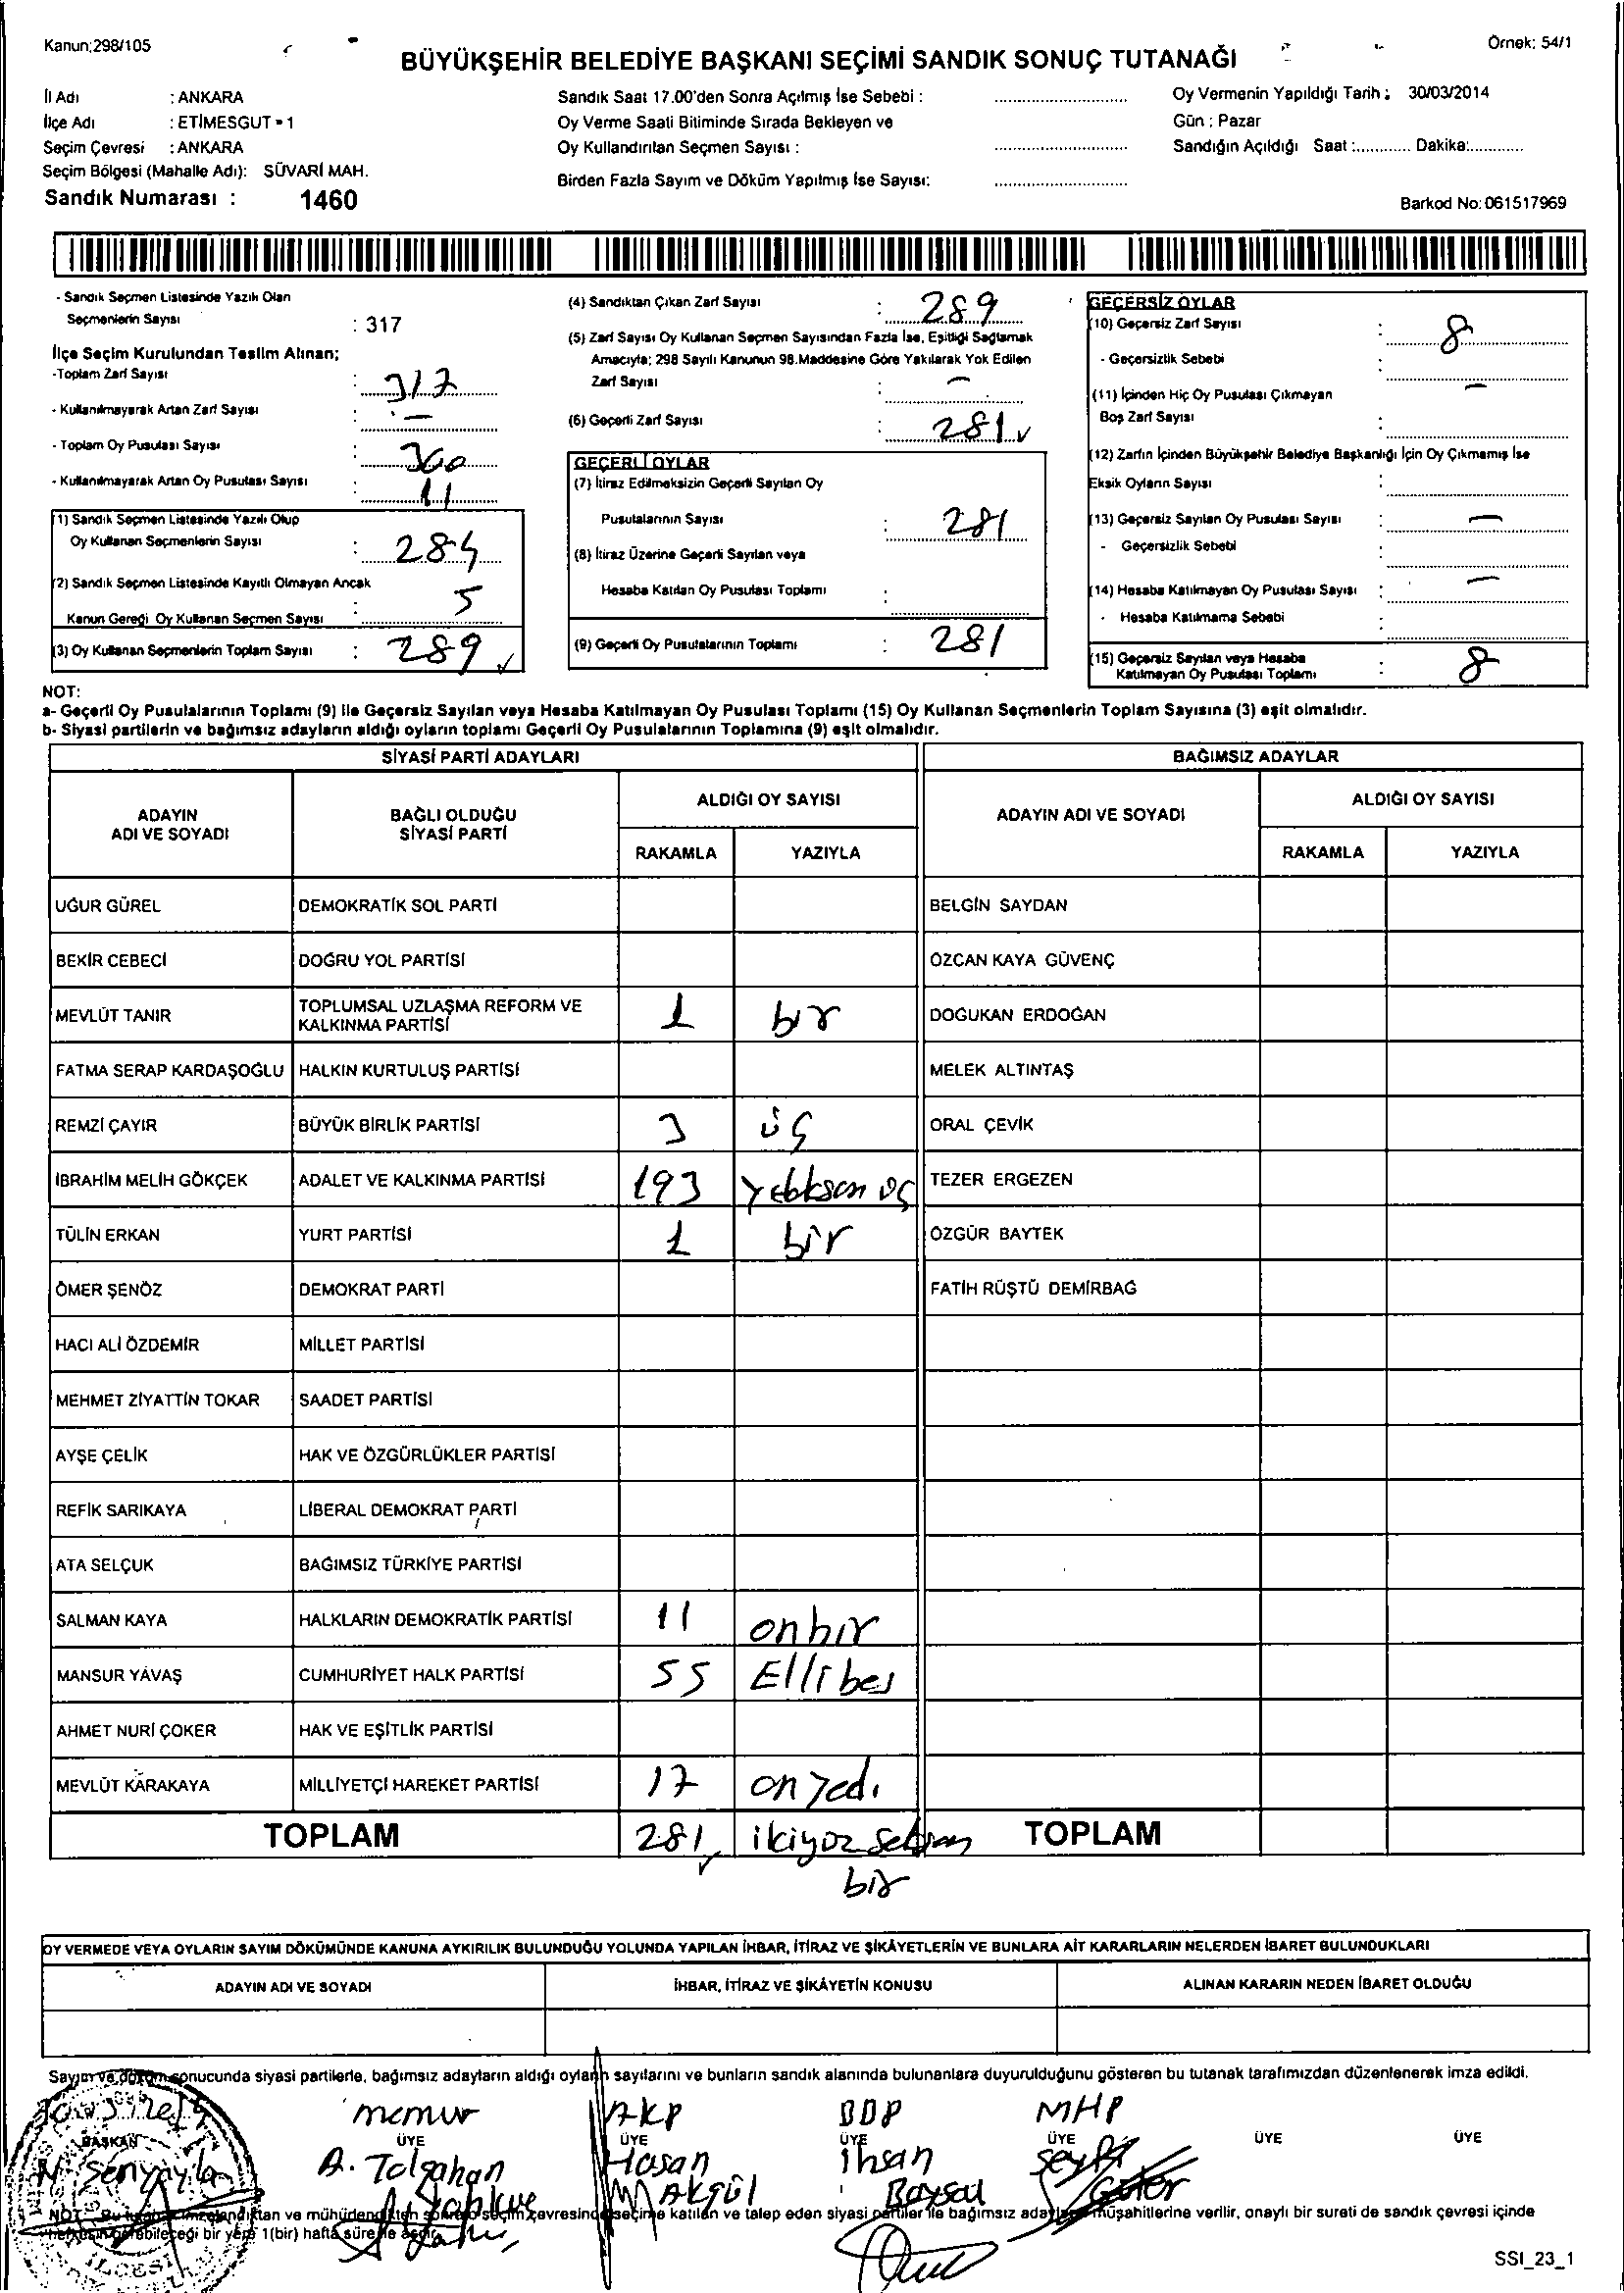 Kanun;298/105
Örnek: 54/1
BÜYÜKŞEHİR BELEDİYE BAŞKANI SEÇİMİ SANDIK SONUÇ TUTANAĞI
İl Adı : ANKARA
İlçe Adı : ETİMESGUT - 1
Seçim Çevresi : ANKARA
Seçim Bölgesi (Mahalle Adı): SÜVARİ MAH.
Sandık Numarası : 1460
Sandık Saat 17.00'den Sonra Açılmış İse Sebebi :
Oy Verme Saati Bitiminde Sırada Bekleyen ve
Oy Kullandırılan Seçmen Sayısı :
Birden Fazla Sayım ve Döküm Yapılmış İse Sayısı:
Oy Vermenin Yapıldığı Tarih : 30/03/2014
Gün : Pazar
Sandığın Açıldığı Saat :............ Dakika:............
Barkod No: 061517969
- Sandık Seçmen Listesinde Yazılı Olan
Seçmenlerin Sayısı : 317
İlçe Seçim Kurulundan Teslim Alınan;
-Toplam Zarf Sayısı : 317
- Kullanılmayarak Artan Zarf Sayısı : -
- Toplam Oy Pusulası Sayısı : 300
- Kullanılmayarak Artan Oy Pusulası Sayısı : 11
(1) Sandık Seçmen Listesinde Yazılı Olup
Oy Kullanan Seçmenlerin Sayısı : 284
(2) Sandık Seçmen Listesinde Kayıtlı Olmayan Ancak
Kanun Gereği Oy Kullanan Seçmen Sayısı : 5
(3) Oy Kullanan Seçmenlerin Toplam Sayısı : 289 ✓
(4) Sandıktan Çıkan Zarf Sayısı : 289
(5) Zarf Sayısı Oy Kullanan Seçmen Sayısından Fazla İse, Eşitliği Sağlamak
Amacıyla; 298 Sayılı Kanunun 98.Maddesine Göre Yakılarak Yok Edilen
Zarf Sayısı : -
(6) Geçerli Zarf Sayısı : 281 ✓
GEÇERLİ OYLAR
(7) İtiraz Edilmeksizin Geçerli Sayılan Oy
Pusulalarının Sayısı : 281
(8) İtiraz Üzerine Geçerli Sayılan veya
Hesaba Katılan Oy Pusulası Toplamı :
(9) Geçerli Oy Pusulalarının Toplamı : 281
GEÇERSİZ OYLAR
(10) Geçersiz Zarf Sayısı : 8
- Geçersizlik Sebebi :
(11) İçinden Hiç Oy Pusulası Çıkmayan -
Boş Zarf Sayısı :
(12) Zarfın İçinden Büyükşehir Belediye Başkanlığı İçin Oy Çıkmamış İse
Eksik Oyların Sayısı :
(13) Geçersiz Sayılan Oy Pusulası Sayısı : -
- Geçersizlik Sebebi :
(14) Hesaba Katılmayan Oy Pusulası Sayısı : -
- Hesaba Katılmama Sebebi :
(15) Geçersiz Sayılan veya Hesaba
Katılmayan Oy Pusulası Toplamı : 8
NOT:
a- Geçerli Oy Pusulalarının Toplamı (9) ile Geçersiz Sayılan veya Hesaba Katılmayan Oy Pusulası Toplamı (15) Oy Kullanan Seçmenlerin Toplam Sayısına (3) eşit olmalıdır.
b- Siyasi partilerin ve bağımsız adayların aldığı oyların toplamı Geçerli Oy Pusulalarının Toplamına (9) eşit olmalıdır.
SİYASİ PARTİ ADAYLARI BAĞIMSIZ ADAYLAR
ADAYIN ADI VE SOYADI BAĞLI OLDUĞU SİYASİ PARTİ ALDIĞI OY SAYISI ADAYIN ADI VE SOYADI ALDIĞI OY SAYISI
RAKAMLA YAZIYLA RAKAMLA YAZIYLA
UĞUR GÜREL DEMOKRATİK SOL PARTİ BELGİN SAYDAN
BEKİR CEBECİ DOĞRU YOL PARTİSİ ÖZCAN KAYA GÜVENÇ
MEVLÜT TANIR TOPLUMSAL UZLAŞMA REFORM VE KALKINMA PARTİSİ 1 bır DOĞUKAN ERDOĞAN
FATMA SERAP KARDAŞOĞLU HALKIN KURTULUŞ PARTİSİ MELEK ALTINTAŞ
REMZİ ÇAYIR BÜYÜK BİRLİK PARTİSİ 3 üç ORAL ÇEVİK
İBRAHİM MELİH GÖKÇEK ADALET VE KALKINMA PARTİSİ 193 üç TEZER ERGEZEN
TÜLİN ERKAN YURT PARTİSİ 1 bir ÖZGÜR BAYTEK
ÖMER ŞENÖZ DEMOKRAT PARTİ FATİH RÜŞTÜ DEMİRBAĞ
HACI ALİ ÖZDEMİR MİLLET PARTİSİ
MEHMET ZİYATTİN TOKAR SAADET PARTİSİ
AYŞE ÇELİK HAK VE ÖZGÜRLÜKLER PARTİSİ
REFİK SARIKAYA LİBERAL DEMOKRAT PARTİ
ATA SELÇUK BAĞIMSIZ TÜRKİYE PARTİSİ
SALMAN KAYA HALKLARIN DEMOKRATİK PARTİSİ 11 onbır
MANSUR YAVAŞ CUMHURİYET HALK PARTİSİ 55 Ellibeş
AHMET NURİ ÇOKER HAK VE EŞİTLİK PARTİSİ
MEVLÜT KARAKAYA MİLLİYETÇİ HAREKET PARTİSİ 17 onyedi
TOPLAM 281 ✓ ikiyüz seksen TOPLAM
bir
OY VERMEDE VEYA OYLARIN SAYIM DÖKÜMÜNDE KANUNA AYKIRILIK BULUNDUĞU YOLUNDA YAPILAN İHBAR, İTİRAZ VE ŞİKÂYETLERİN VE BUNLARA AİT KARARLARIN NELERDEN İBARET BULUNDUKLARI
ADAYIN ADI VE SOYADI İHBAR, İTİRAZ VE ŞİKÂYETİN KONUSU ALINAN KARARIN NEDEN İBARET OLDUĞU
Sayım ve döküm sonucunda siyasi partilerle, bağımsız adayların aldığı oyların sayılarını ve bunların sandık alanında bulunanlara duyurulduğunu gösteren bu tutanak tarafımızdan düzenlenerek imza edildi.
memur AKP BDP MHP
BAŞKAN ÜYE ÜYE ÜYE ÜYE ÜYE ÜYE
N. Şenyayla A. Tolgahan Hasan ihsan Seyfi
Akgül Baysal Güler
NOT: Bu tutanak imzalandıktan ve mühürlendikten sonra o seçim çevresinde seçime katılan ve talep eden siyasi partiler ile bağımsız aday müşahitlerine verilir, onaylı bir sureti de sandık çevresi içinde
herkesin görebileceği bir yere 1(bir) hafta süre ile asılır.
İLÇESİ
SSI_23_1